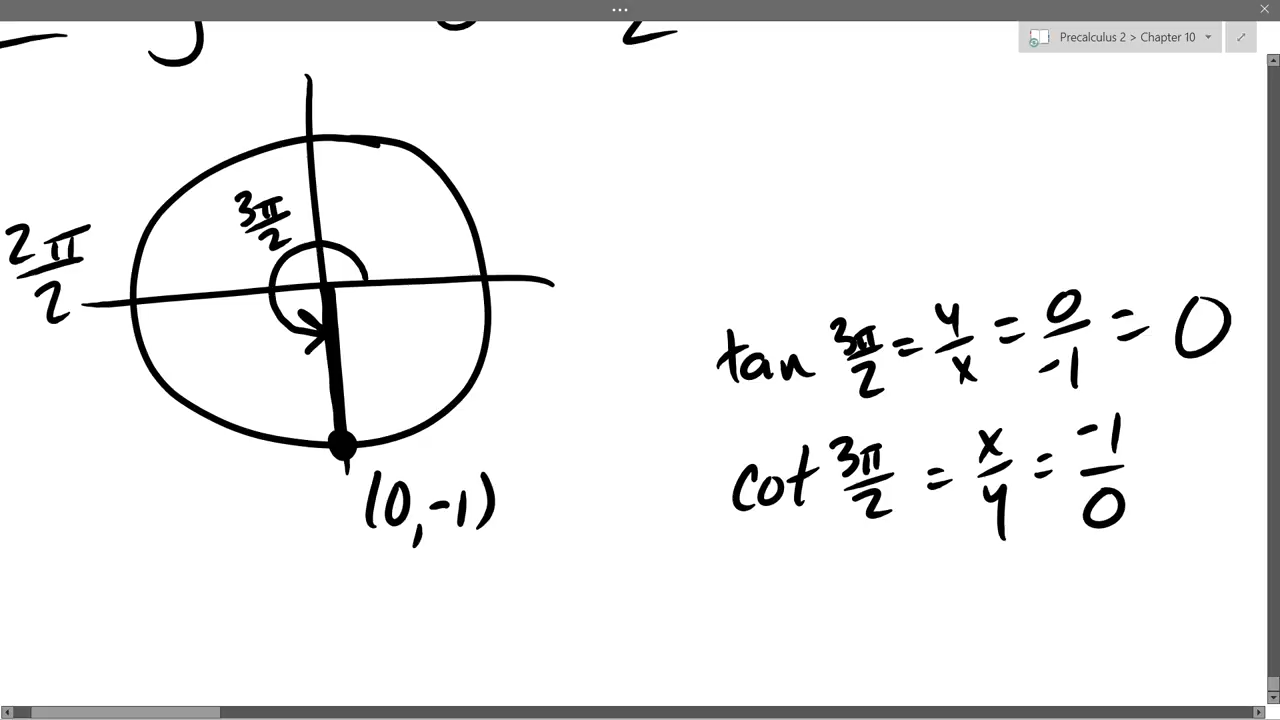 Precalculus 2 > Chapter 10
3π/2
2π/2
(0, -1)
tan 3π/2 = y/x = 0/-1 = 0
cot 3π/2 = x/y = -1/0